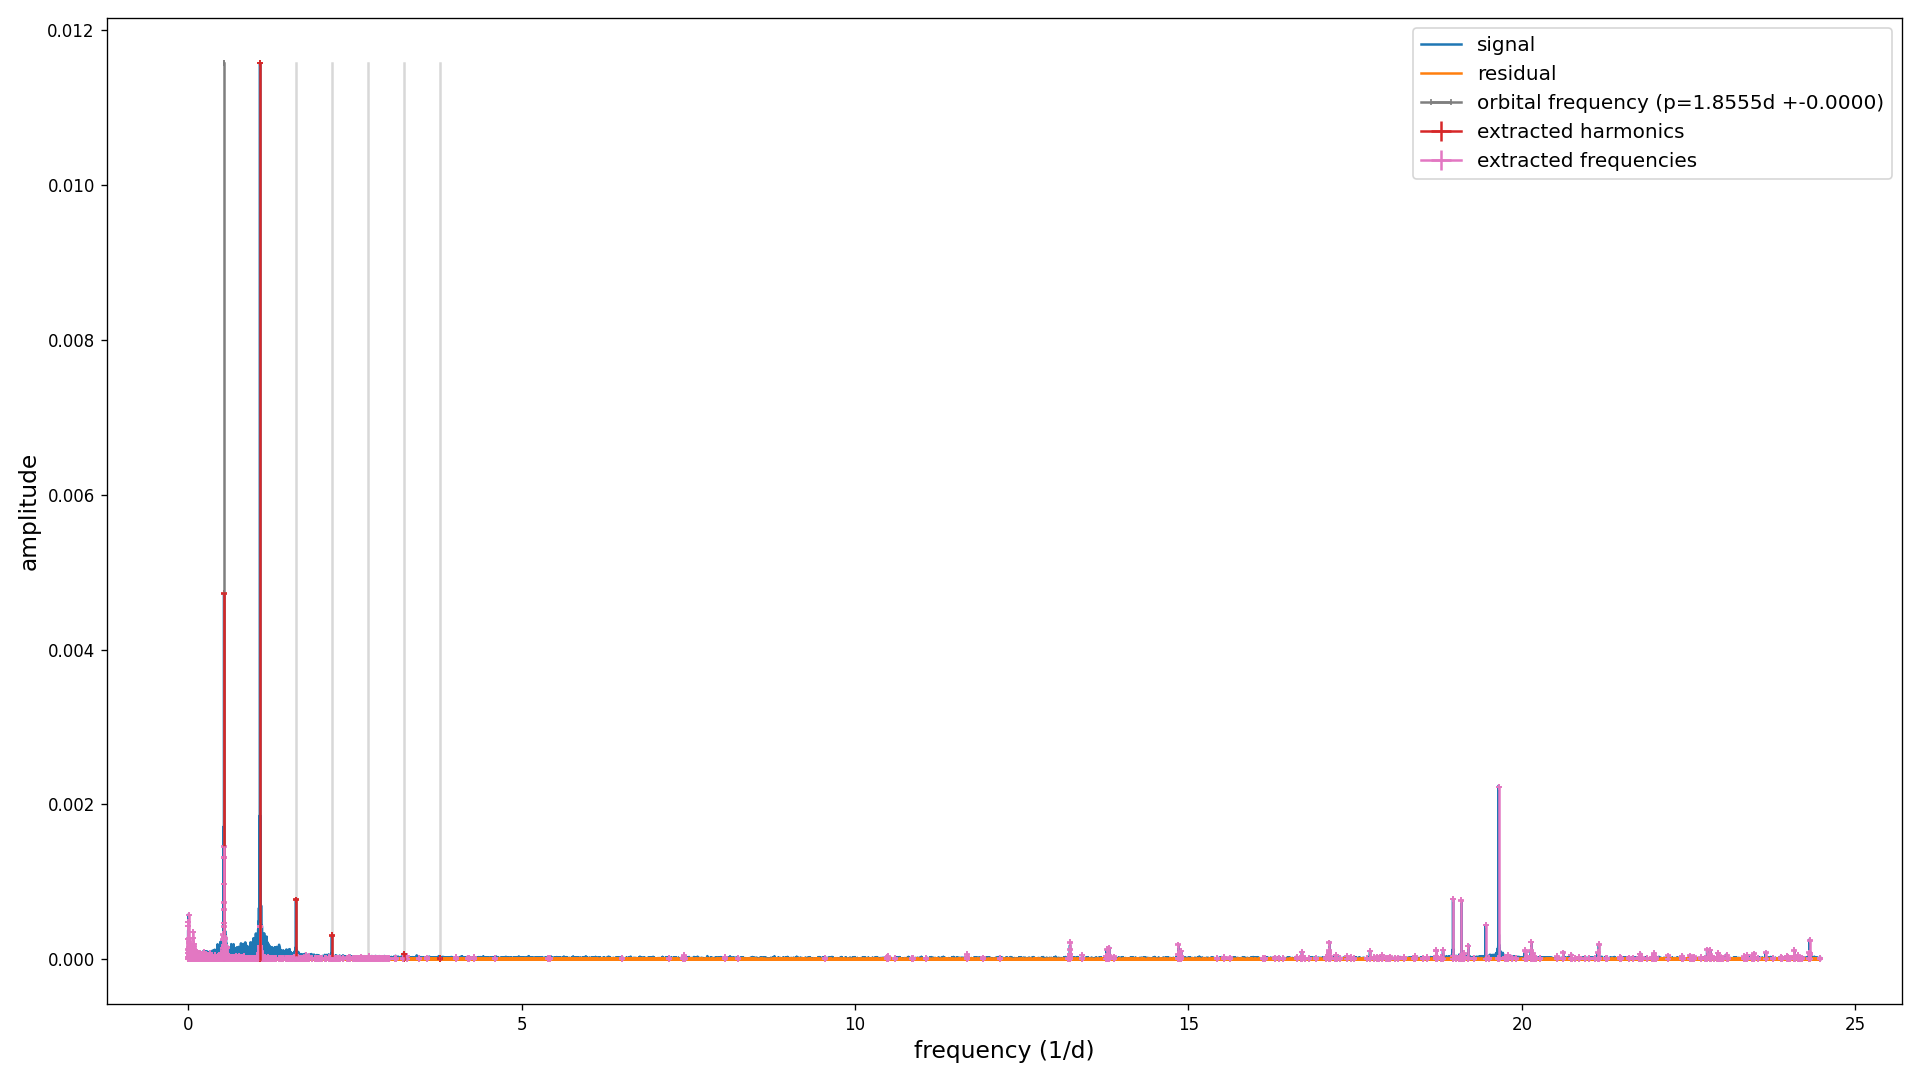 0.012
0.010
0.008
0.006
0.004
0.002
0.000
amplitude
signal
residual
orbital frequency (p=1.8555d +-0.0000)
extracted harmonics
extracted frequencies
0 5 10 15 20 25
frequency (1/d)